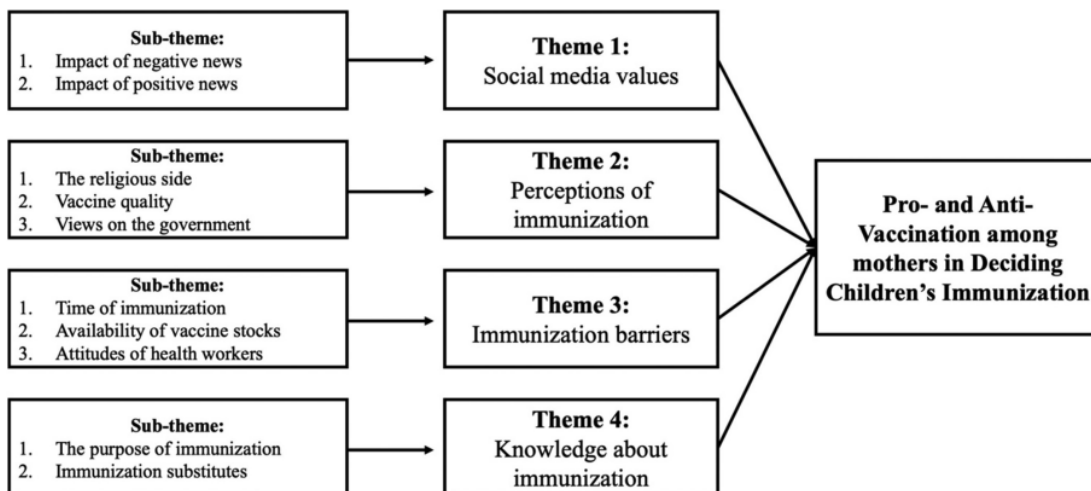 Sub-theme:
1. Impact of negative news
2. Impact of positive news
Theme 1:
Social media values
Sub-theme:
1. The religious side
2. Vaccine quality
3. Views on the government
Theme 2:
Perceptions of
immunization
Sub-theme:
1. Time of immunization
2. Availability of vaccine stocks
3. Attitudes of health workers
Theme 3:
Immunization barriers
Sub-theme:
1. The purpose of immunization
2. Immunization substitutes
Theme 4:
Knowledge about
immunization
Pro- and Anti-
Vaccination among
mothers in Deciding
Children’s Immunization